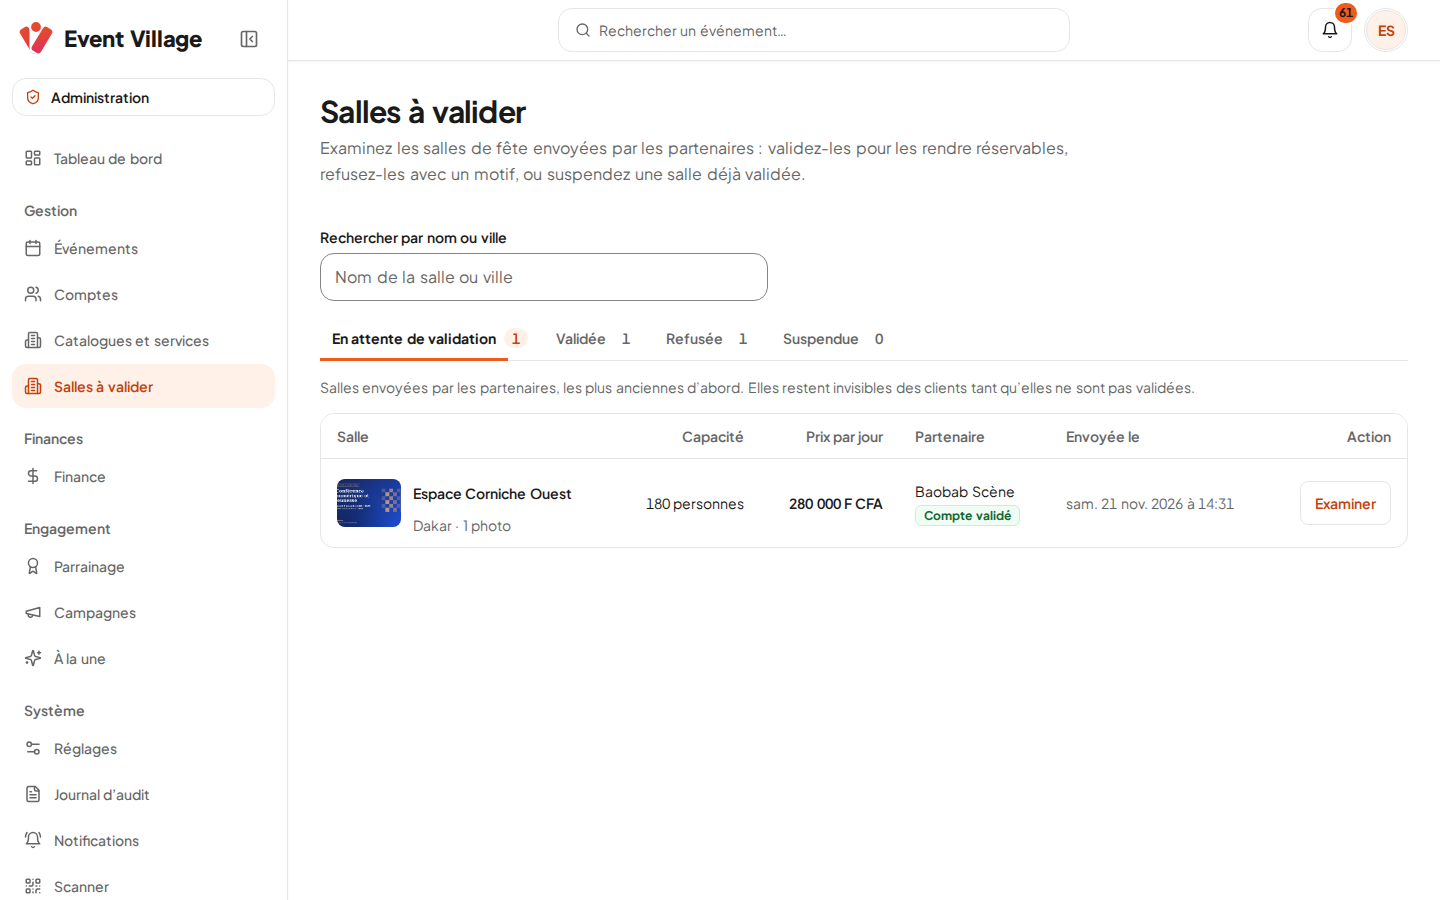 Event Village
Administration
Tableau de bord
Gestion
Événements
Comptes
Catalogues et services
Salles à valider
Finances
Finance
Engagement
Parrainage
Campagnes
À la une
Système
Réglages
Journal d’audit
Notifications
Scanner
Rechercher un événement…
61
ES
Salles à valider
Examinez les salles de fête envoyées par les partenaires : validez-les pour les rendre réservables,
refusez-les avec un motif, ou suspendez une salle déjà validée.
Rechercher par nom ou ville
Nom de la salle ou ville
En attente de validation 1 Validée 1 Refusée 1 Suspendue 0
Salles envoyées par les partenaires, les plus anciennes d’abord. Elles restent invisibles des clients tant qu’elles ne sont pas validées.
Salle Capacité Prix par jour Partenaire Envoyée le Action
Espace Corniche Ouest
Dakar · 1 photo
180 personnes
280 000 F CFA
Baobab Scène
Compte validé
sam. 21 nov. 2026 à 14:31
Examiner